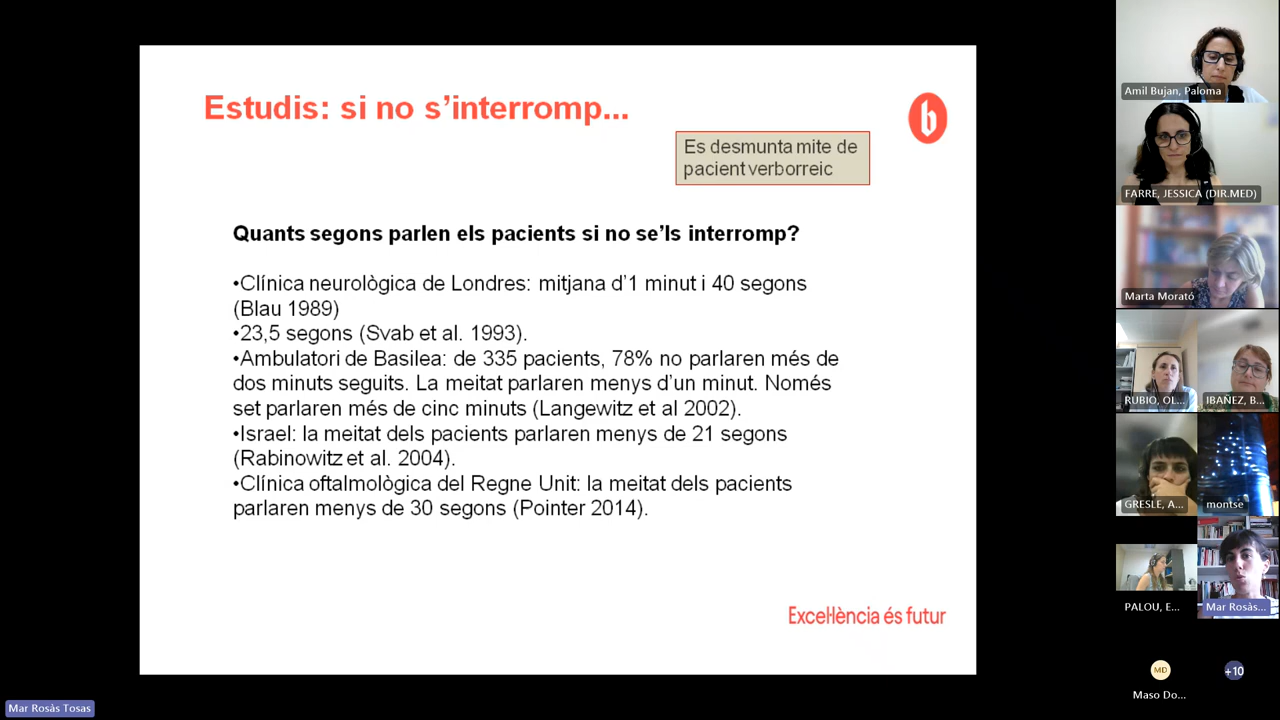 Estudis: si no s’interromp...
b
Es desmunta mite de
pacient verborreic
Quants segons parlen els pacients si no se’ls interromp?
•Clínica neurològica de Londres: mitjana d’1 minut i 40 segons
(Blau 1989)
•23,5 segons (Svab et al. 1993).
•Ambulatori de Basilea: de 335 pacients, 78% no parlaren més de
dos minuts seguits. La meitat parlaren menys d’un minut. Només
set parlaren més de cinc minuts (Langewitz et al 2002).
•Israel: la meitat dels pacients parlaren menys de 21 segons
(Rabinowitz et al. 2004).
•Clínica oftalmològica del Regne Unit: la meitat dels pacients
parlaren menys de 30 segons (Pointer 2014).
Excel·lència és futur
Mar Rosàs Tosas
Amil Bujan, Paloma
FARRE, JESSICA (DIR.MED)
Marta Morató
RUBIO, OL...
IBAÑEZ, B...
GRESLE, A...
montse
PALOU, E...
Mar Rosàs...
MD
+10
Maso Do...